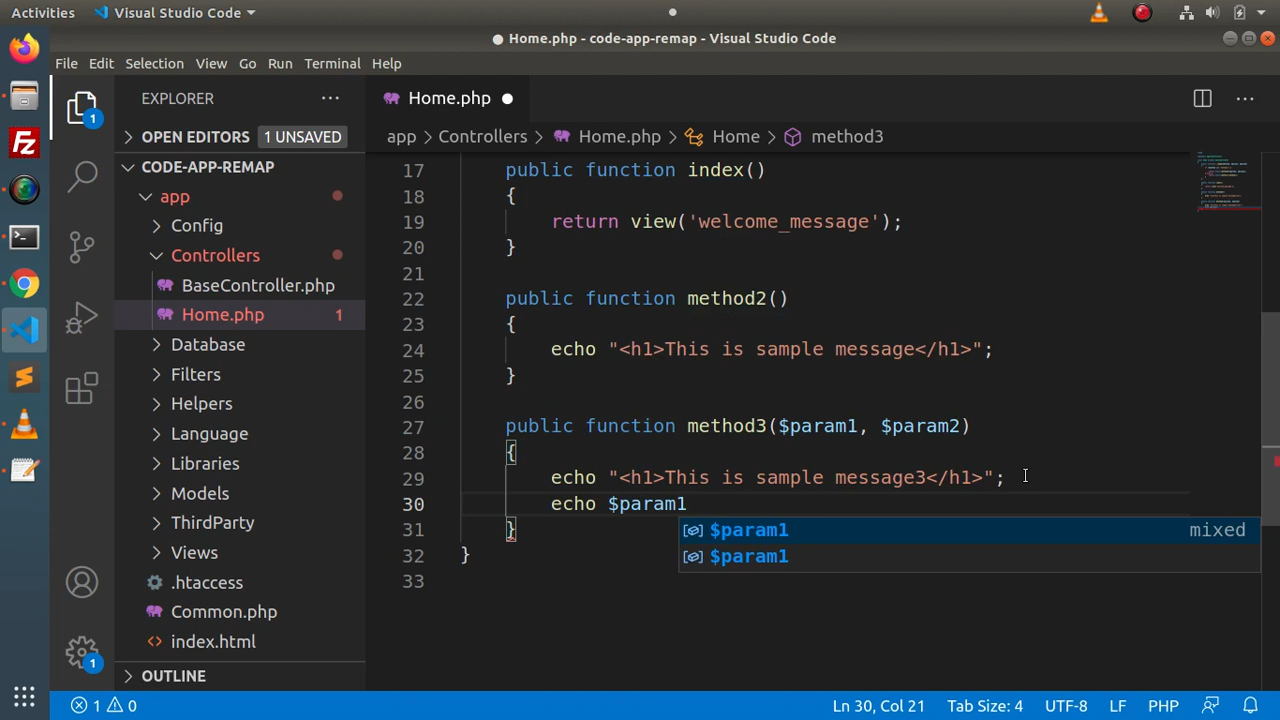 Activities Visual Studio Code
Home.php - code-app-remap - Visual Studio Code
File Edit Selection View Go Run Terminal Help
EXPLORER
Home.php
1
OPEN EDITORS 1 UNSAVED
app Controllers Home.php Home method3
CODE-APP-REMAP
app
Config
Controllers
BaseController.php
Home.php 1
Database
Filters
Helpers
Language
Libraries
Models
ThirdParty
Views
.htaccess
Common.php
index.html
OUTLINE
1
17 public function index()
18 {
19 return view('welcome_message');
20 }
21
22 public function method2()
23 {
24 echo "<h1>This is sample message</h1>";
25 }
26
27 public function method3($param1, $param2)
28 {
29 echo "<h1>This is sample message3</h1>";
30 echo $param1
31 }
32 }
33
$param1 mixed
$param1
1 0 Ln 30, Col 21 Tab Size: 4 UTF-8 LF PHP